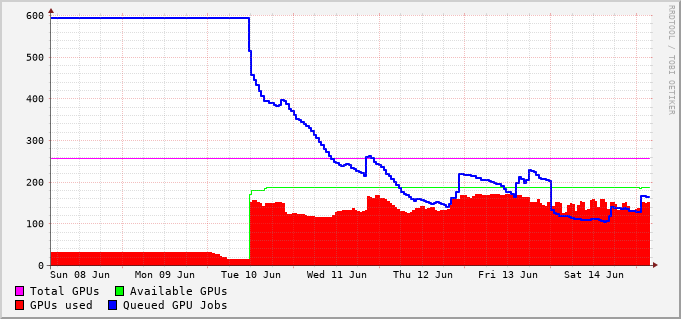 600
500
400
300
200
100
0
Sun 08 Jun Mon 09 Jun Tue 10 Jun Wed 11 Jun Thu 12 Jun Fri 13 Jun Sat 14 Jun
Total GPUs Available GPUs
GPUs used Queued GPU Jobs
RRDTOOL / TOBI OETIKER